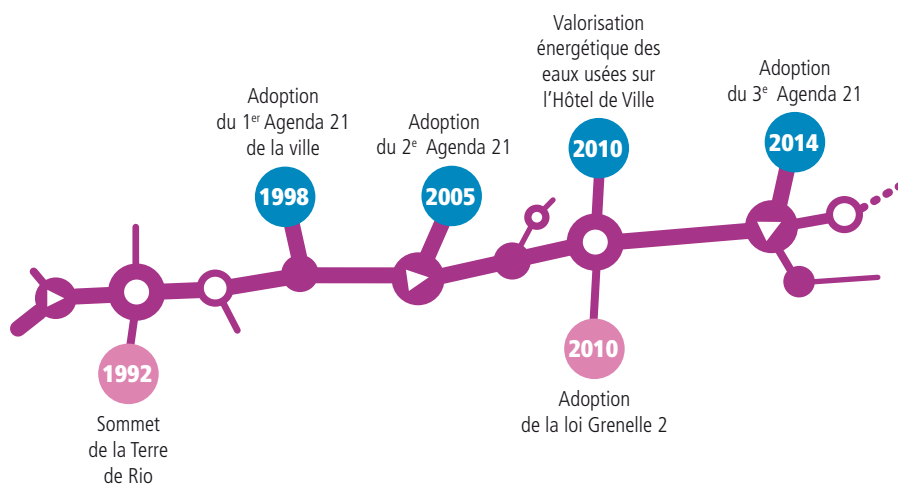 Adoption
du 1er Agenda 21
de la ville
1998
Adoption
du 2e Agenda 21
2005
Valorisation
énergétique des
eaux usées sur
l'Hôtel de Ville
2010
Adoption
du 3e Agenda 21
2014
1992
Sommet
de la Terre
de Rio
2010
Adoption
de la loi Grenelle 2